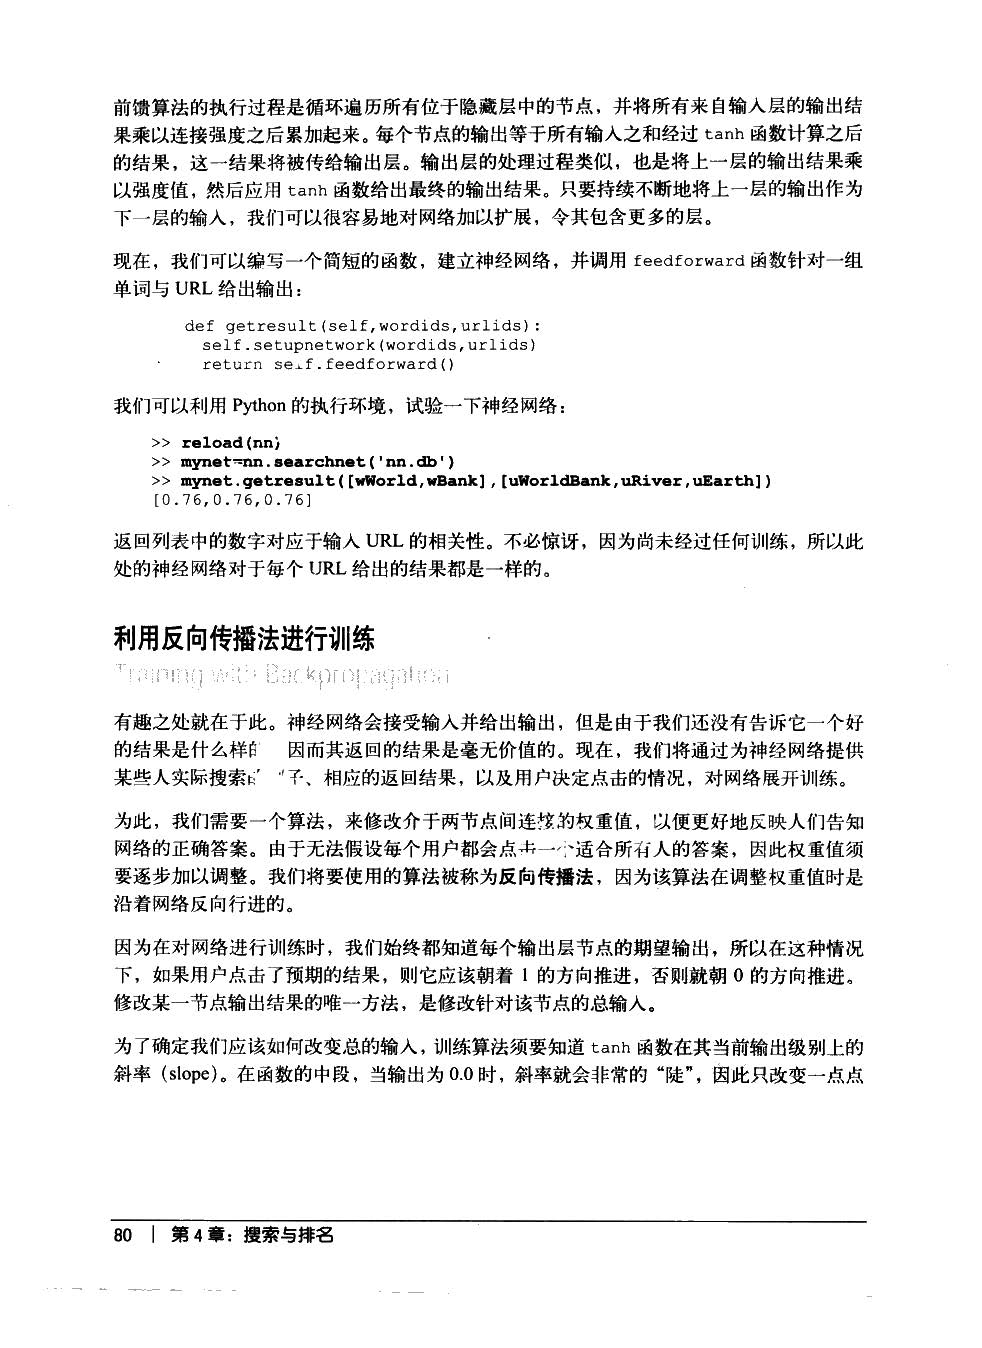 前馈算法的执行过程是循环遍历所有位于隐藏层中的节点，并将所有来自输入层的输出结
果乘以连接强度之后累加起来。每个节点的输出等于所有输入之和经过 tanh 函数计算之后
的结果，这一结果将被传给输出层。输出层的处理过程类似，也是将上一层的输出结果乘
以强度值，然后应用 tanh 函数给出最终的输出结果。只要持续不断地将上一层的输出作为
下一层的输入，我们可以很容易地对网络加以扩展，令其包含更多的层。
现在，我们可以编写一个简短的函数，建立神经网络，并调用 feedforward 函数针对一组
单词与 URL 给出输出：
def getresult(self,wordids,urlids):
self.setupnetwork(wordids,urlids)
return self.feedforward()
我们可以利用 Python 的执行环境，试验一下神经网络：
>> reload(nn)
>> mynet=nn.searchnet('nn.db')
>> mynet.getresult([wWorld,wBank],[uWorldBank,uRiver,uEarth])
[0.76,0.76,0.76]
返回列表中的数字对应于输入 URL 的相关性。不必惊讶，因为尚未经过任何训练，所以此
处的神经网络对于每个 URL 给出的结果都是一样的。
利用反向传播法进行训练
Training with Backpropagation
有趣之处就在于此。神经网络会接受输入并给出输出，但是由于我们还没有告诉它一个好
的结果是什么样的 因而其返回的结果是毫无价值的。现在，我们将通过为神经网络提供
某些人实际搜索 子、相应的返回结果，以及用户决定点击的情况，对网络展开训练。
为此，我们需要一个算法，来修改介于两节点间连接的权重值，以便更好地反映人们告知
网络的正确答案。由于无法假设每个用户都会点击一个适合所有人的答案，因此权重值须
要逐步加以调整。我们将要使用的算法被称为反向传播法，因为该算法在调整权重值时是
沿着网络反向行进的。
因为在对网络进行训练时，我们始终都知道每个输出层节点的期望输出，所以在这种情况
下，如果用户点击了预期的结果，则它应该朝着 1 的方向推进，否则就朝 0 的方向推进。
修改某一节点输出结果的唯一方法，是修改针对该节点的总输入。
为了确定我们应该如何改变总的输入，训练算法须要知道 tanh 函数在其当前输出级别上的
斜率（slope）。在函数的中段，当输出为 0.0 时，斜率就会非常的“陡”，因此只改变一点点
80 | 第 4 章：搜索与排名